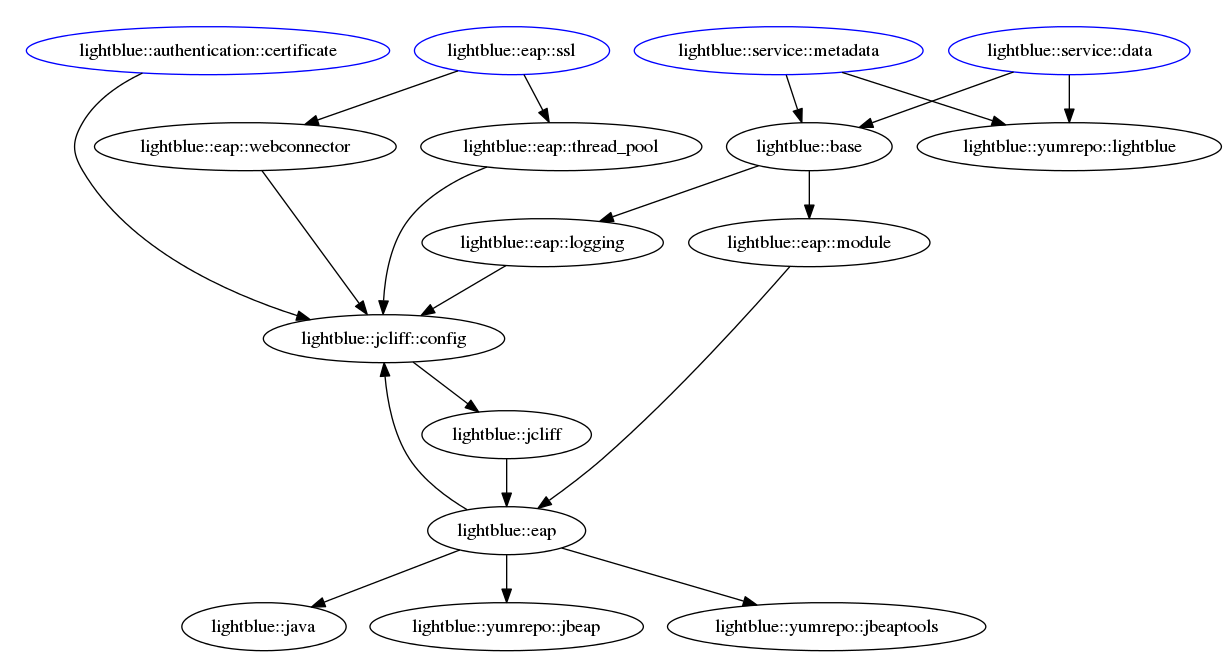 lightblue::authentication::certificate
lightblue::eap::ssl
lightblue::service::metadata
lightblue::service::data
lightblue::eap::webconnector
lightblue::eap::thread_pool
lightblue::base
lightblue::yumrepo::lightblue
lightblue::eap::logging
lightblue::eap::module
lightblue::jcliff::config
lightblue::jcliff
lightblue::eap
lightblue::java
lightblue::yumrepo::jbeap
lightblue::yumrepo::jbeaptools